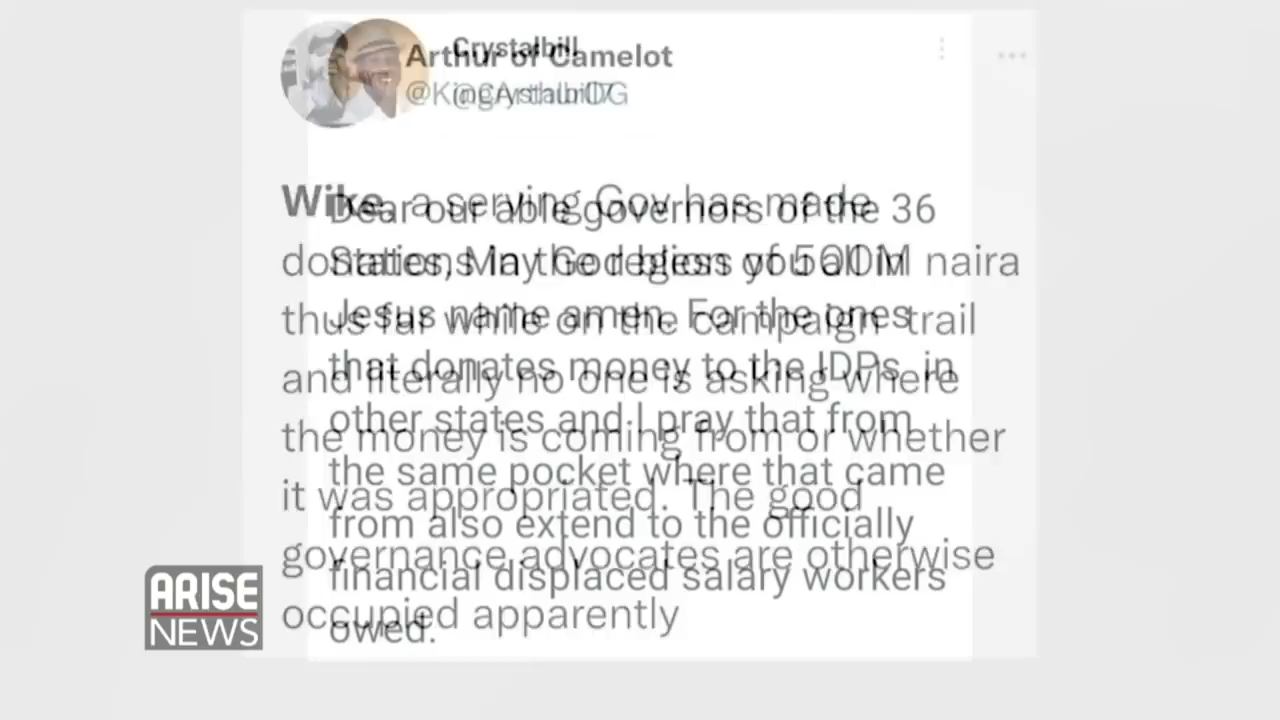 Arthur of Camelot
@KingArthurOG
Wike, a serving Gov has made
donations in the region of 500M naira
thus far while on the campaign trail
and literally no one is asking where
the money is coming from or whether
it was appropriated. The good
governance advocates are otherwise
occupied apparently
Crystalbill
@Crystalbill7
Dear our able governors of the 36
States, May God bless you all in
Jesus name amen. For the ones
that donates money to the IDPs in
other states and I pray that from
the same pocket where that came
from also extend to the officially
financial displaced salary workers
owed.
ARISE
NEWS